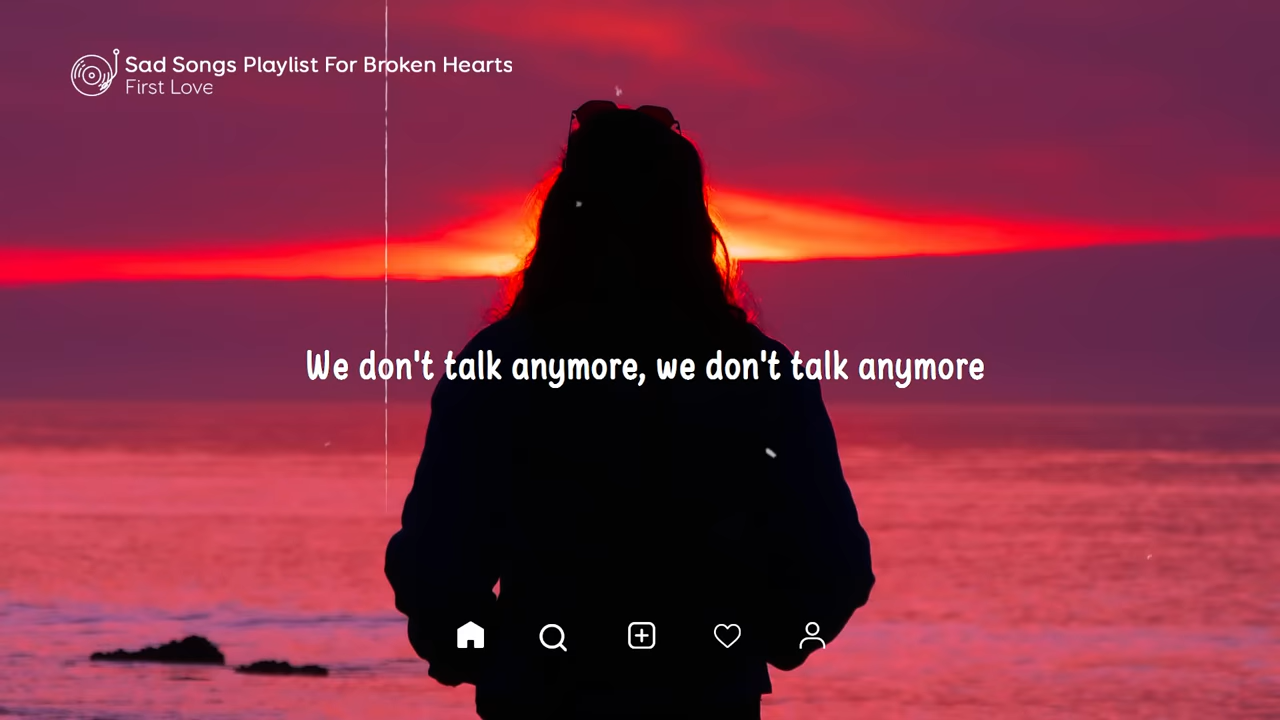 Sad Songs Playlist For Broken Hearts
First Love
We don't talk anymore, we don't talk anymore